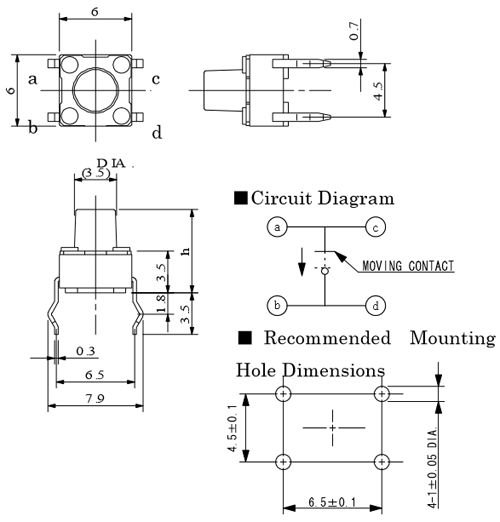 6
0.7
a
c
6
4.5
b
d
DIA.
(3.5)
■Circuit Diagram
a
c
h
3.5
MOVING CONTACT
1.8
3.5
b
d
0.3
■ Recommended Mounting
Hole Dimensions
6.5
7.9
4.5±0.1
4-1±0.05 DIA.
6.5±0.1